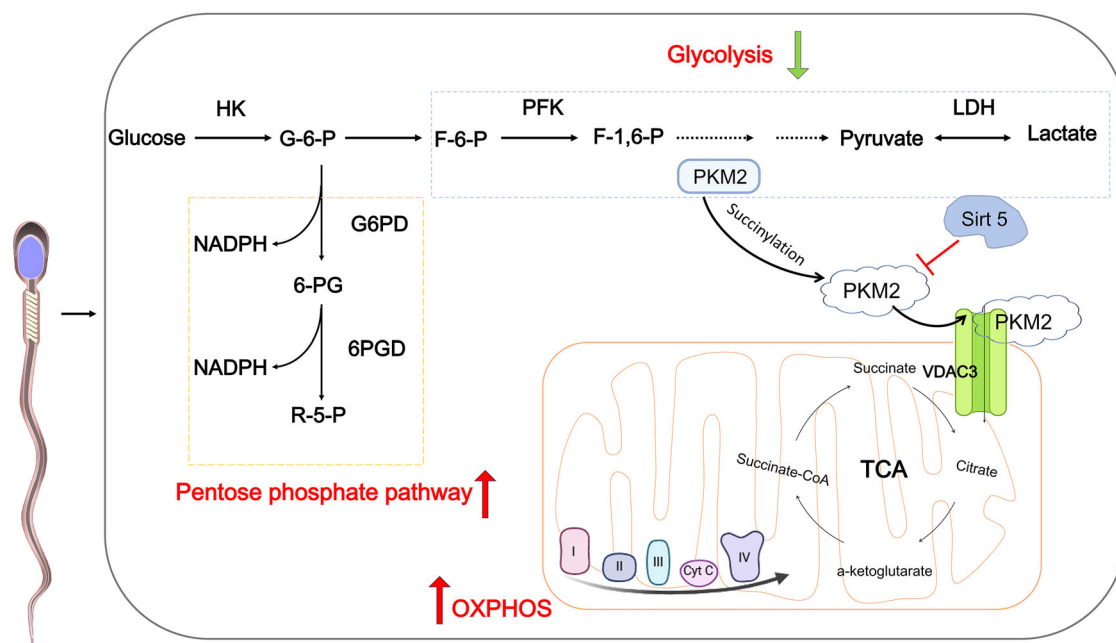 Glycolysis
HK
PFK
LDH
Glucose
G-6-P
F-6-P
F-1,6-P
Pyruvate
Lactate
PKM2
Succinylation
Sirt 5
PKM2
PKM2
VDAC3
G6PD
NADPH
6-PG
6PGD
NADPH
R-5-P
Pentose phosphate pathway
Succinate
Succinate-CoA
TCA
Citrate
a-ketoglutarate
I
II
III
Cyt C
IV
OXPHOS